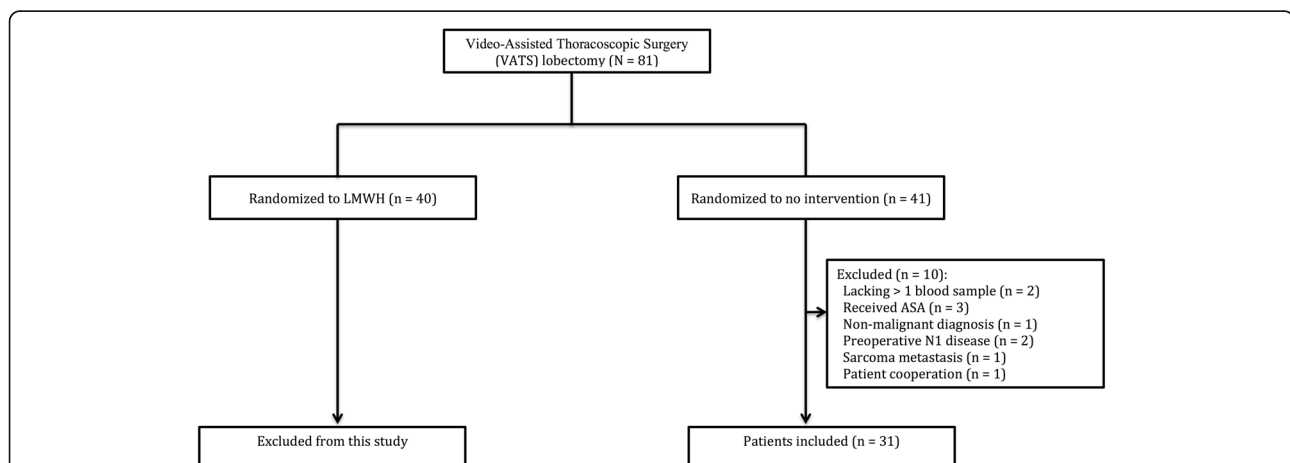 Video-Assisted Thoracoscopic Surgery
(VATS) lobectomy (N = 81)
Randomized to LMWH (n = 40)
Randomized to no intervention (n = 41)
Excluded (n = 10):
Lacking > 1 blood sample (n = 2)
Received ASA (n = 3)
Non-malignant diagnosis (n = 1)
Preoperative N1 disease (n = 2)
Sarcoma metastasis (n = 1)
Patient cooperation (n = 1)
Excluded from this study
Patients included (n = 31)